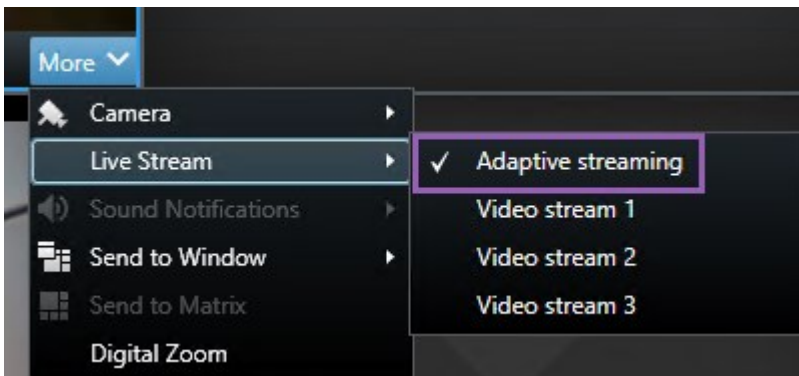 More
Camera
Live Stream
Adaptive streaming
Sound Notifications
Video stream 1
Send to Window
Video stream 2
Send to Matrix
Video stream 3
Digital Zoom